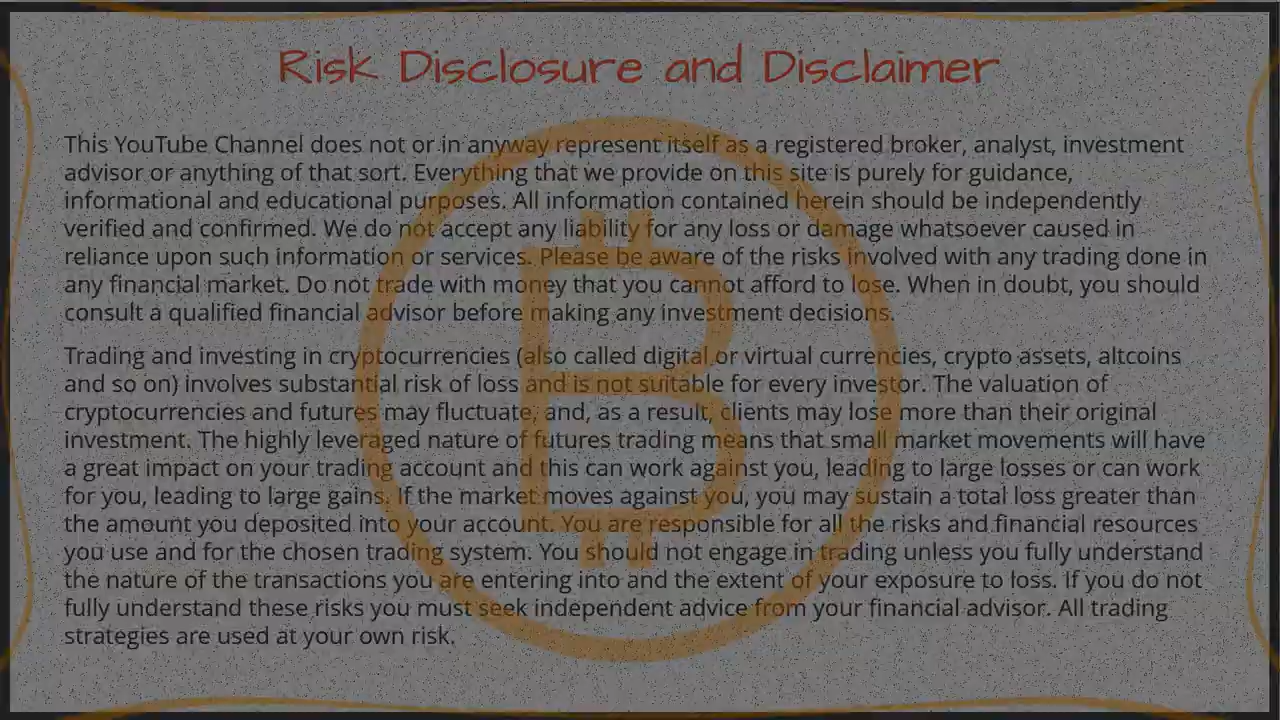 Risk Disclosure and Disclaimer
This YouTube Channel does not or in anyway represent itself as a registered broker, analyst, investment
advisor or anything of that sort. Everything that we provide on this site is purely for guidance,
informational and educational purposes. All information contained herein should be independently
verified and confirmed. We do not accept any liability for any loss or damage whatsoever caused in
reliance upon such information or services. Please be aware of the risks involved with any trading done in
any financial market. Do not trade with money that you cannot afford to lose. When in doubt, you should
consult a qualified financial advisor before making any investment decisions.
Trading and investing in cryptocurrencies (also called digital or virtual currencies, crypto assets, altcoins
and so on) involves substantial risk of loss and is not suitable for every investor. The valuation of
cryptocurrencies and futures may fluctuate, and, as a result, clients may lose more than their original
investment. The highly leveraged nature of futures trading means that small market movements will have
a great impact on your trading account and this can work against you, leading to large losses or can work
for you, leading to large gains. If the market moves against you, you may sustain a total loss greater than
the amount you deposited into your account. You are responsible for all the risks and financial resources
you use and for the chosen trading system. You should not engage in trading unless you fully understand
the nature of the transactions you are entering into and the extent of your exposure to loss. If you do not
fully understand these risks you must seek independent advice from your financial advisor. All trading
strategies are used at your own risk.